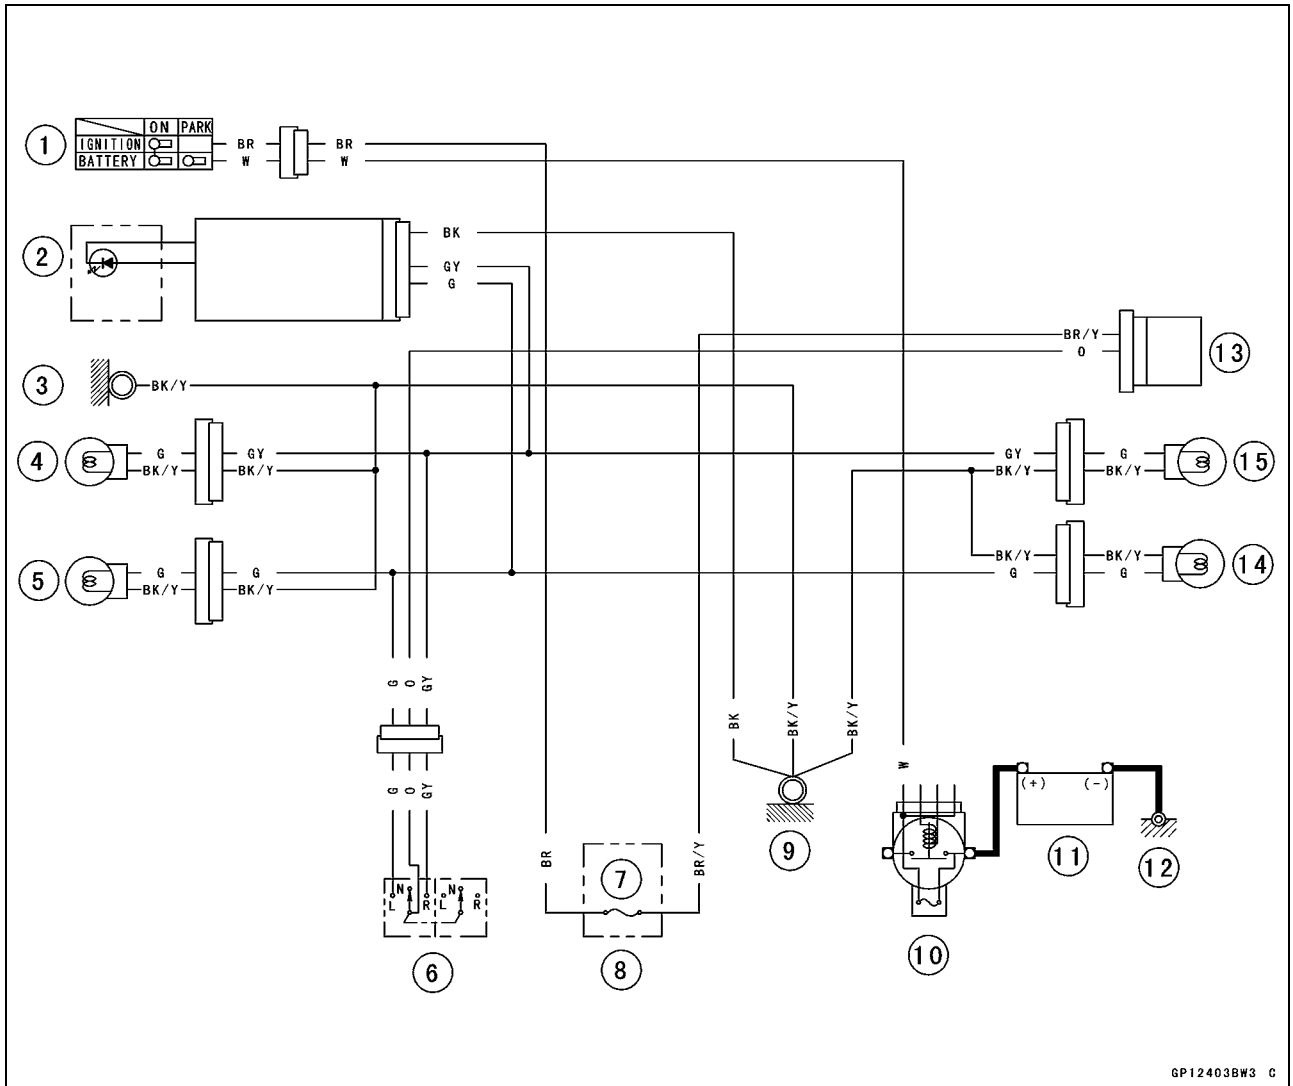 ON PARK
1 IGNITION BR BR
BATTERY W W
2 BK
GY
G
BR/Y
13
O
3 BK/Y
4 G GY GY G 15
BK/Y BK/Y BK/Y BK/Y
BK/Y BK/Y
14
5 G G G G
BK/Y BK/Y
G O GY
BK BK/Y BK/Y
W
G O GY
(+) (-)
9 11 12
BR 7 BR/Y
N N
L R L R
10
6 8
GP12403BW3 C